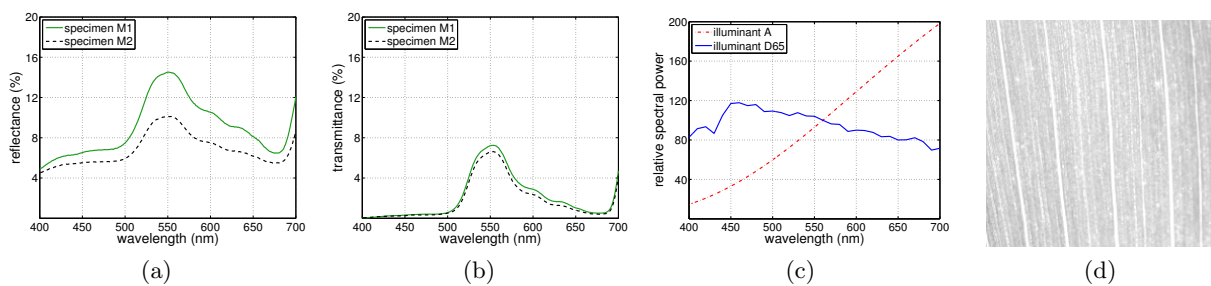 20
16
12
8
4
reflectance (%)
specimen M1
specimen M2
400 450 500 550 600 650 700
wavelength (nm)
(a)
20
16
12
8
4
transmittance (%)
specimen M1
specimen M2
400 450 500 550 600 650 700
wavelength (nm)
(b)
200
160
120
80
40
relative spectral power
illuminant A
illuminant D65
400 450 500 550 600 650 700
wavelength (nm)
(c)
(d)